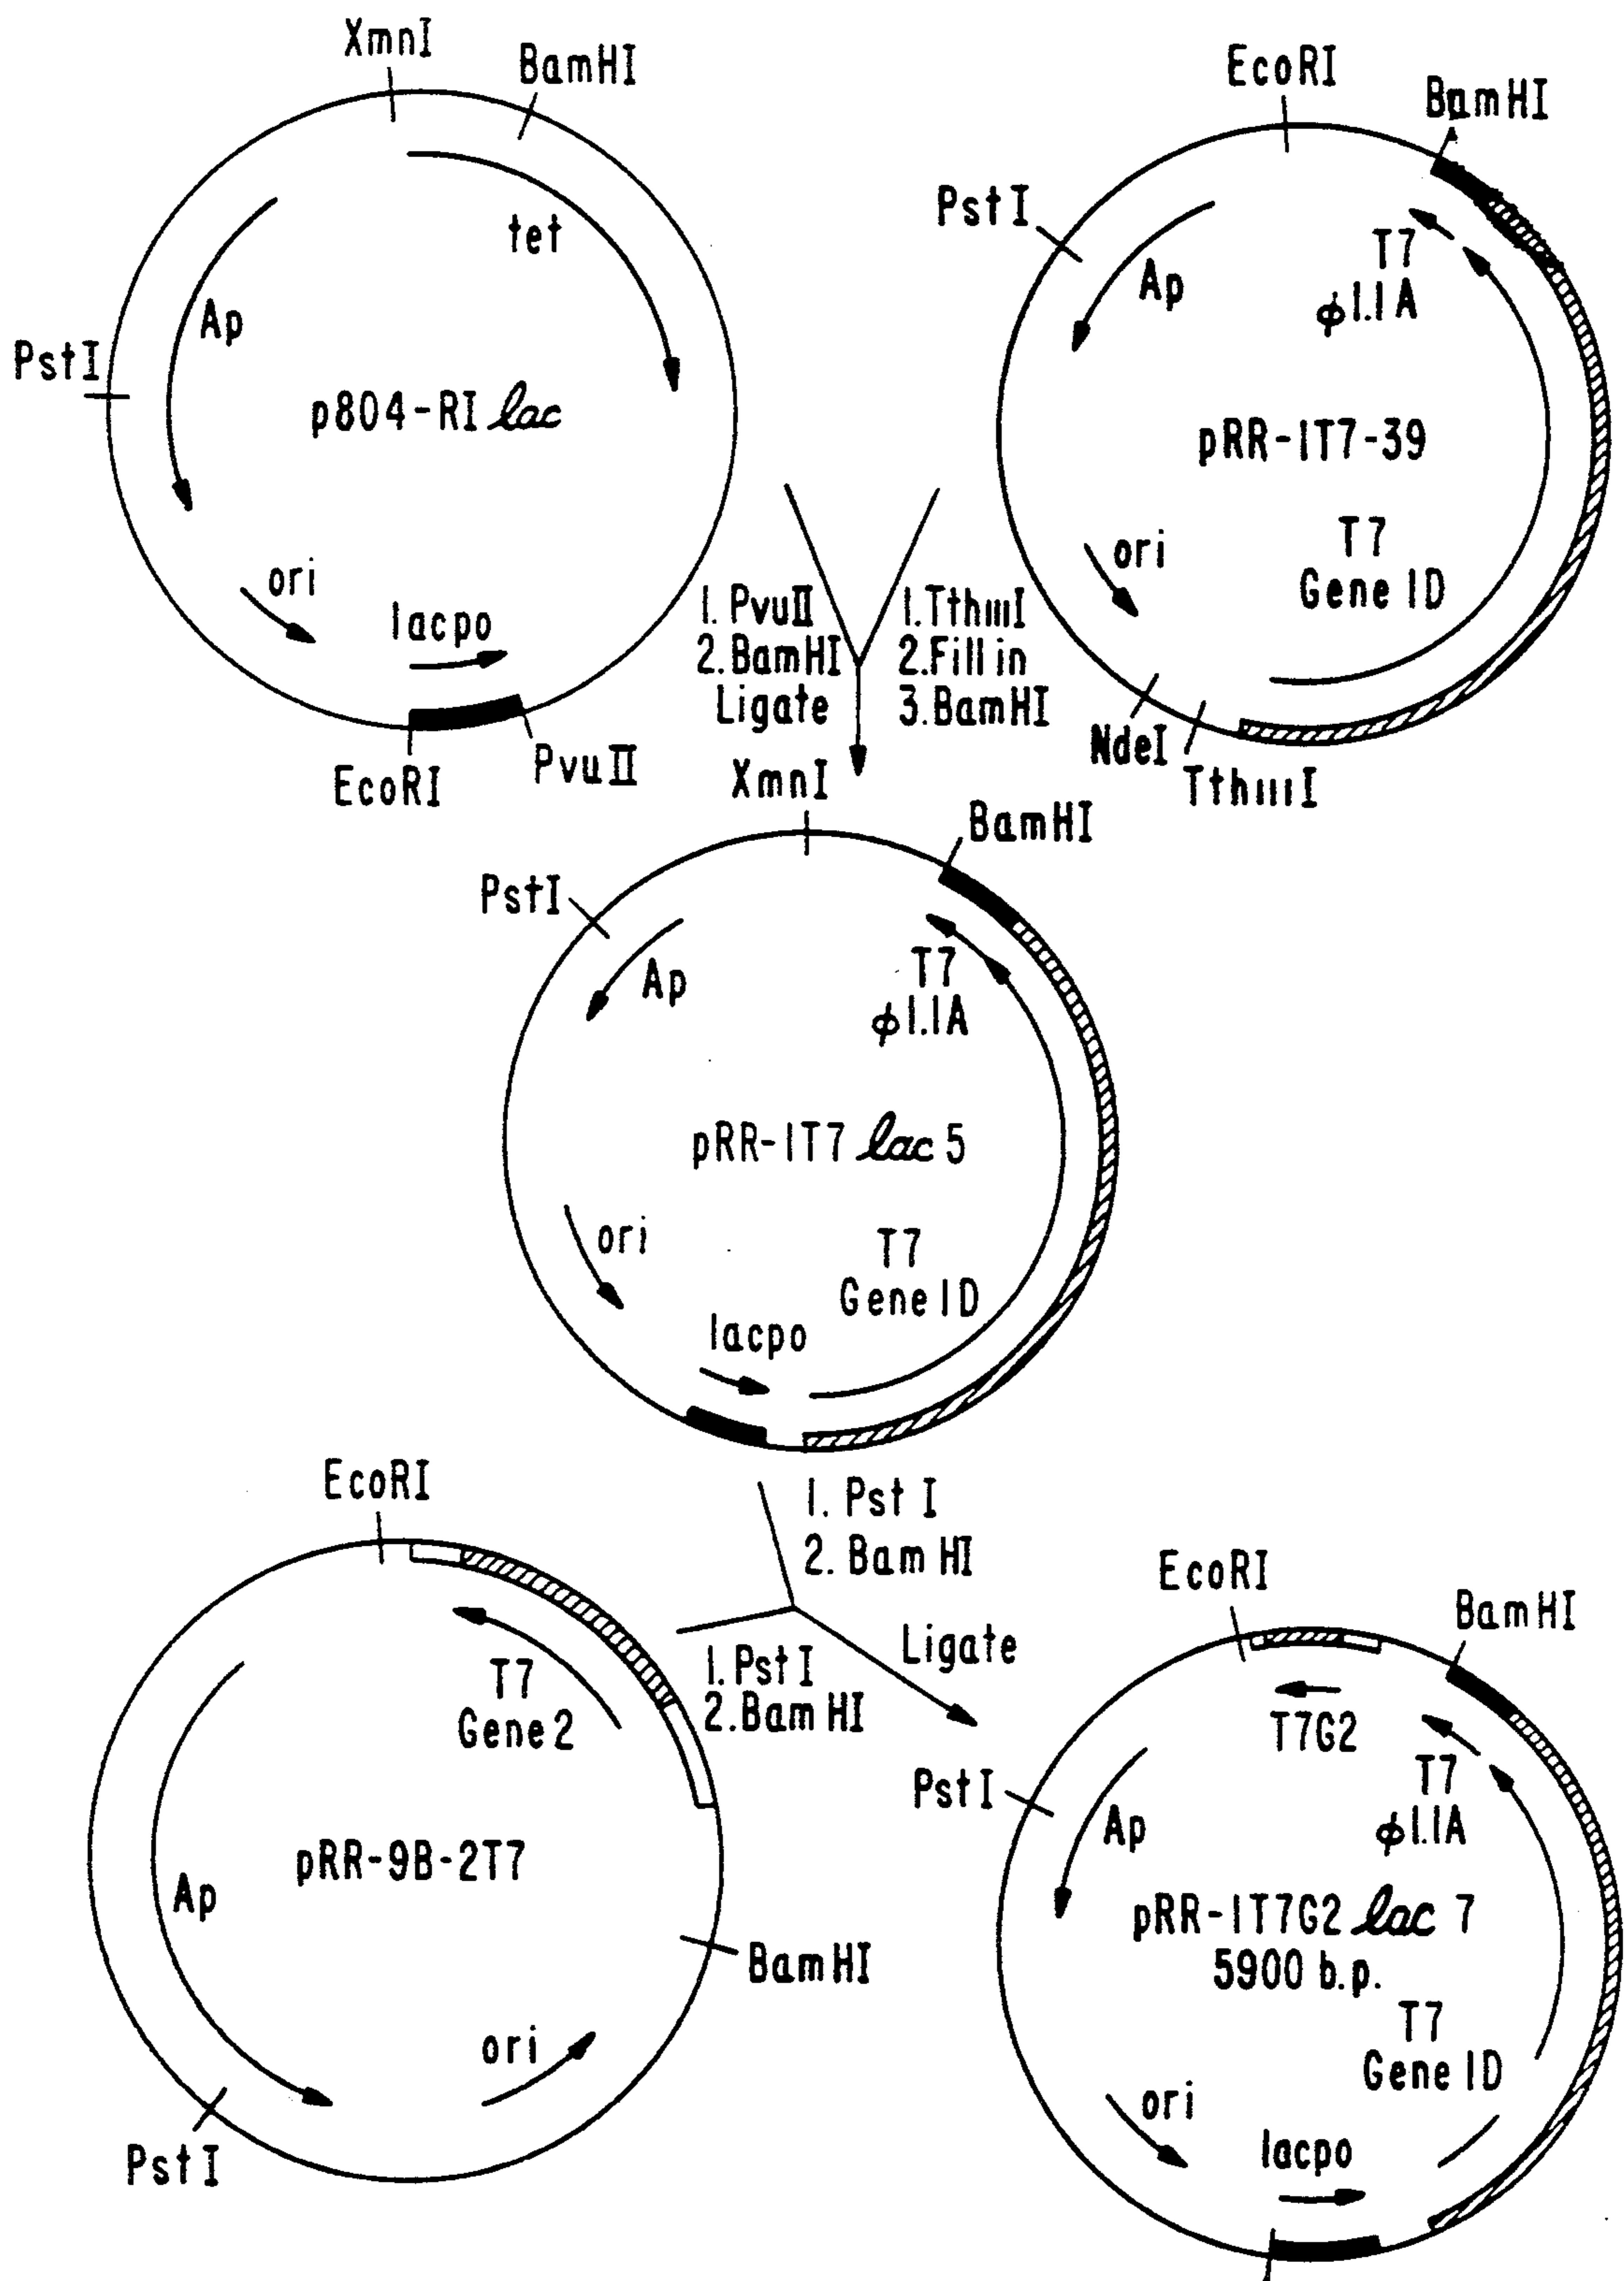 XmnI
BamHI
tet
Ap
PstI
p804-RI lac
ori
lacpo
EcoRI
PvuII
EcoRI
BamHI
PstI
Ap
T7
φ1.1A
pRR-1T7-39
ori
T7
Gene 1D
NdeI
Tth111I
1. PvuII
2. BamHI
Ligate
1. Tth111I
2. Fill in
3. BamHI
XmnI
BamHI
PstI
Ap
T7
φ1.1A
pRR-1T7 lac 5
ori
T7
Gene 1D
lacpo
1. Pst I
2. Bam HI
EcoRI
T7
Gene 2
Ap
pRR-9B-2T7
BamHI
ori
PstI
1. Pst I
2. Bam HI
Ligate
EcoRI
BamHI
T7G2
PstI
Ap
T7
φ1.1A
pRR-1T7G2 lac 7
5900 b.p.
T7
Gene 1D
ori
lacpo